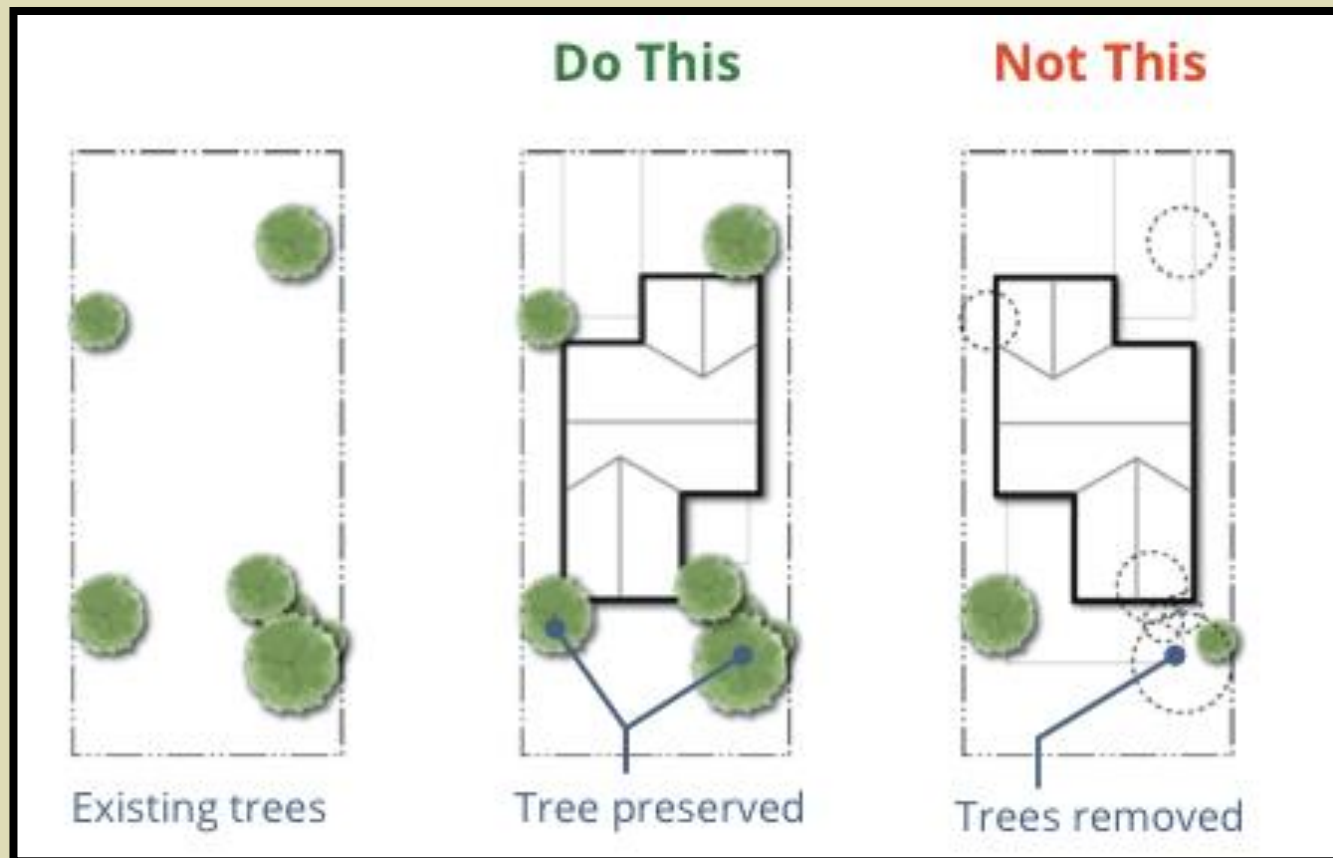 Do This
Not This
Existing trees
Tree preserved
Trees removed